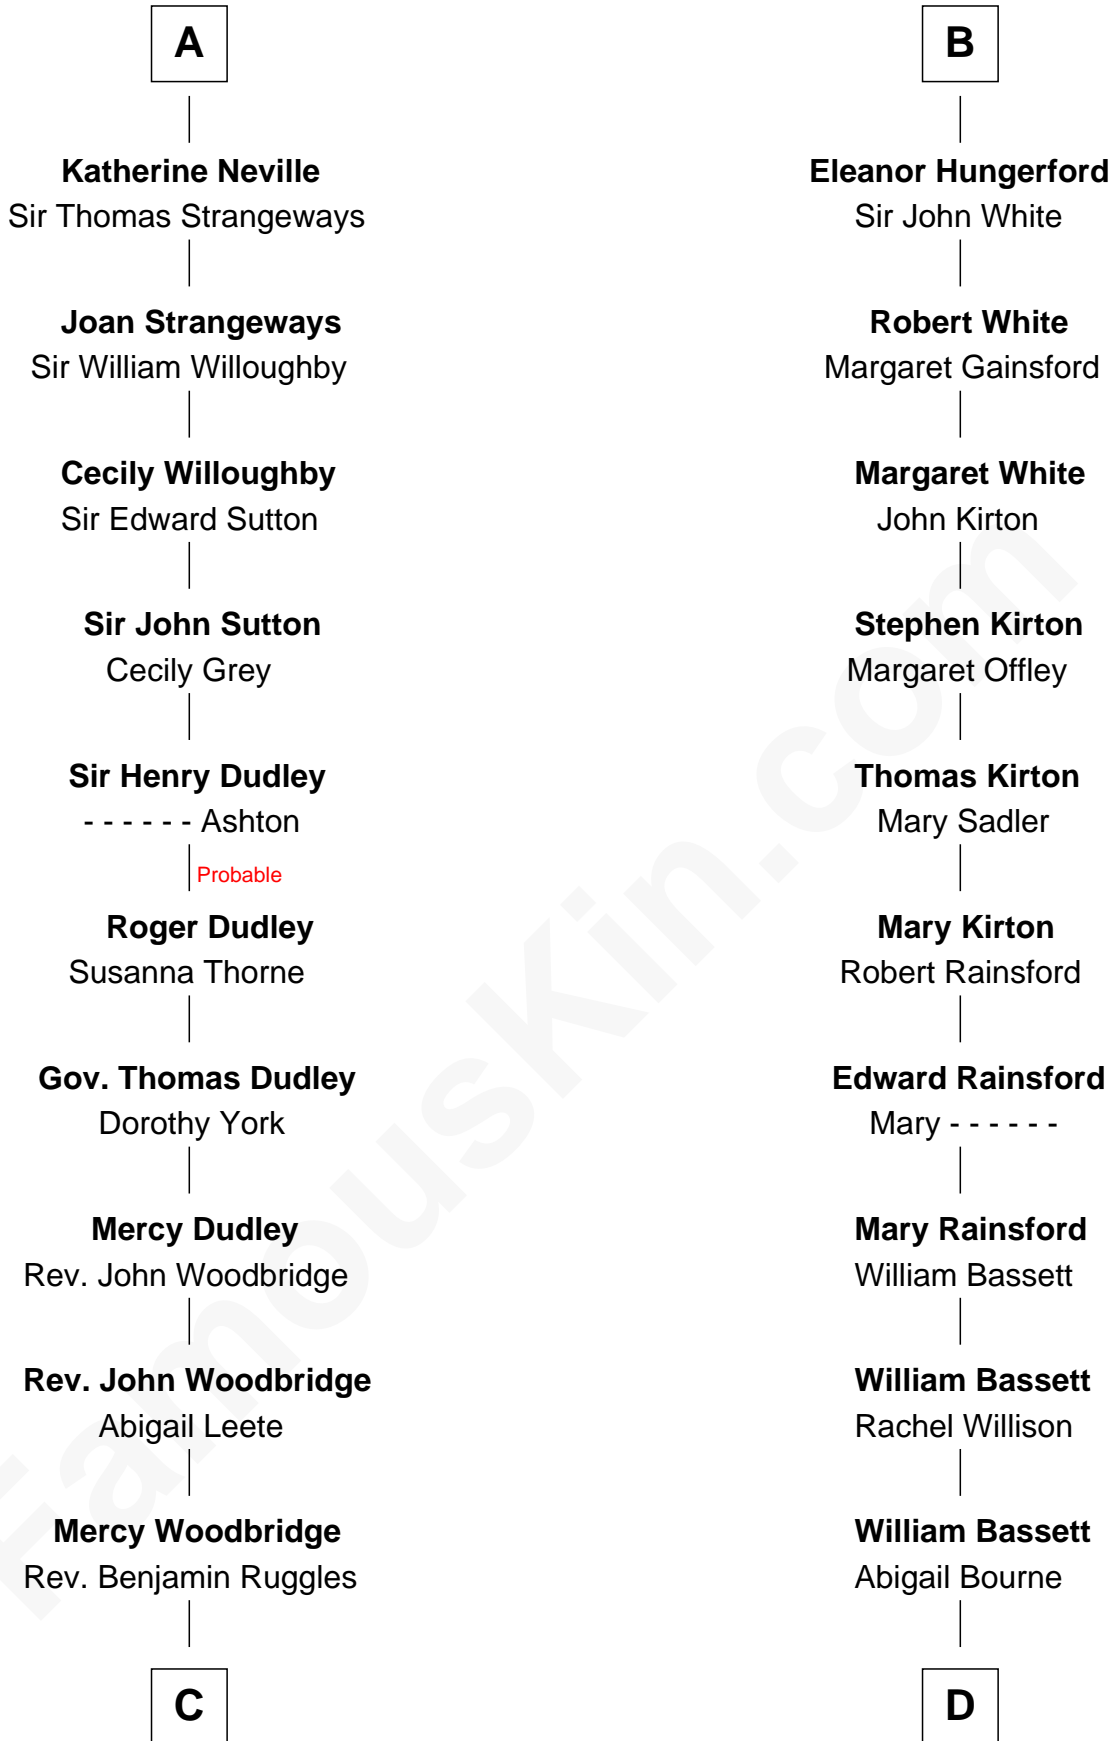 A
Katherine Neville
Sir Thomas Strangeways
Joan Strangeways
Sir William Willoughby
Cecily Willoughby
Sir Edward Sutton
Sir John Sutton
Cecily Grey
Sir Henry Dudley
- - - - - - Ashton
Probable
Roger Dudley
Susanna Thorne
Gov. Thomas Dudley
Dorothy York
Mercy Dudley
Rev. John Woodbridge
Rev. John Woodbridge
Abigail Leete
Mercy Woodbridge
Rev. Benjamin Ruggles
C
B
Eleanor Hungerford
Sir John White
Robert White
Margaret Gainsford
Margaret White
John Kirton
Stephen Kirton
Margaret Offley
Thomas Kirton
Mary Sadler
Mary Kirton
Robert Rainsford
Edward Rainsford
Mary - - - - - -
Mary Rainsford
William Bassett
William Bassett
Rachel Willison
William Bassett
Abigail Bourne
D
FamousKin.com